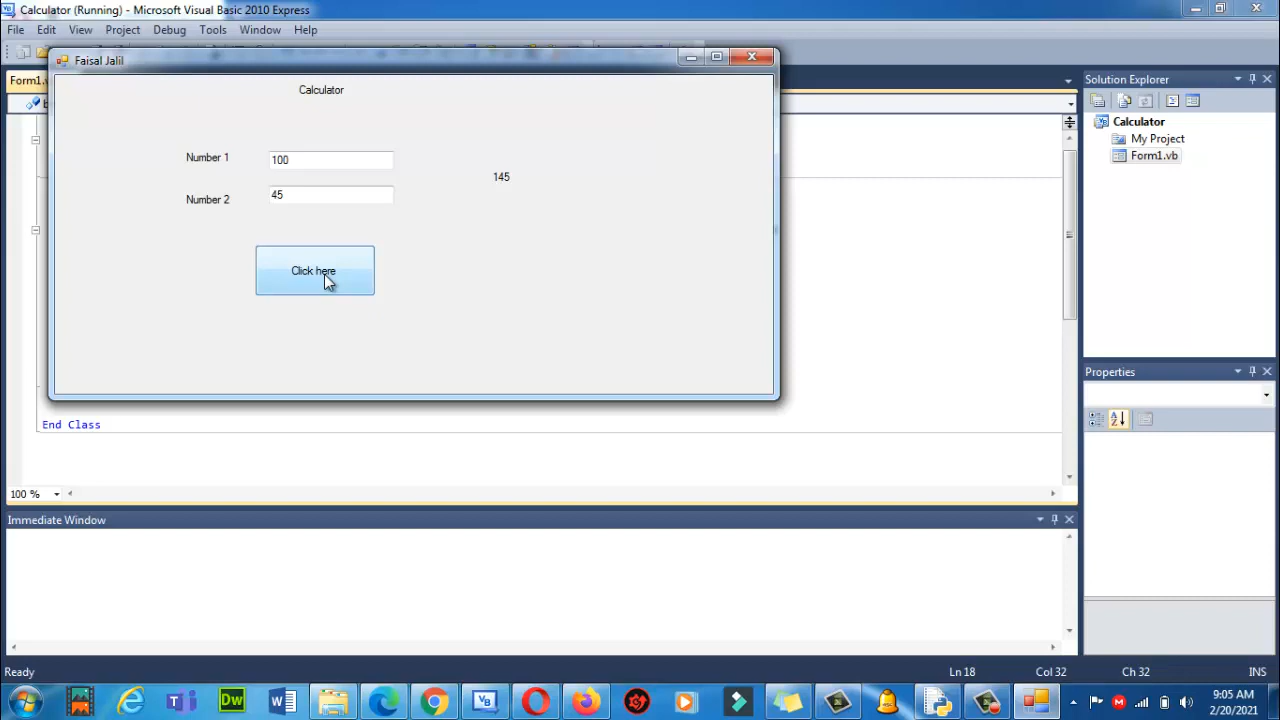 Calculator (Running) - Microsoft Visual Basic 2010 Express
File Edit View Project Debug Tools Window Help
Faisal Jalil
Form1.v
Calculator
Number 1
100
145
Number 2
45
Click here
End Class
100 %
Solution Explorer
Calculator
My Project
Form1.vb
Properties
Immediate Window
Ready
Ln 18
Col 32
Ch 32
INS
9:05 AM
2/20/2021